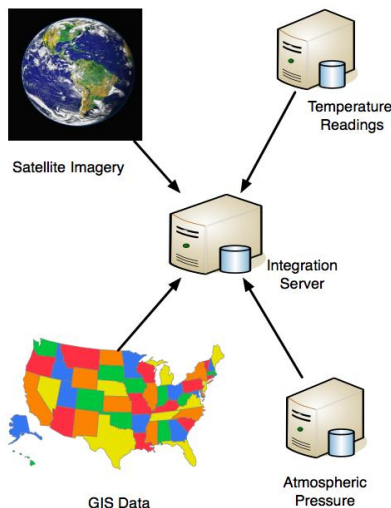 Satellite Imagery
Temperature
Readings
Integration
Server
GIS Data
Atmospheric
Pressure